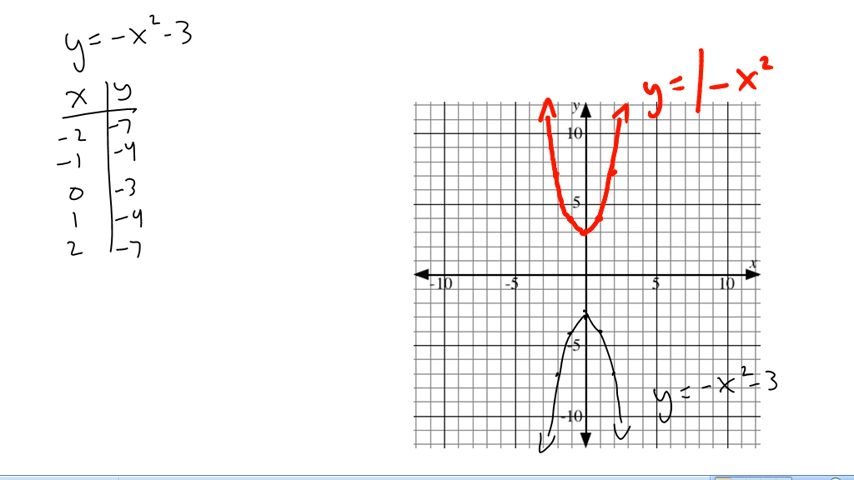 y = -x² - 3
x y
-2 -7
-1 -4
0 -3
1 -4
2 -7
y = |-x²
y
10
5
x
-10 -5 5 10
-5
-10
y = -x² - 3